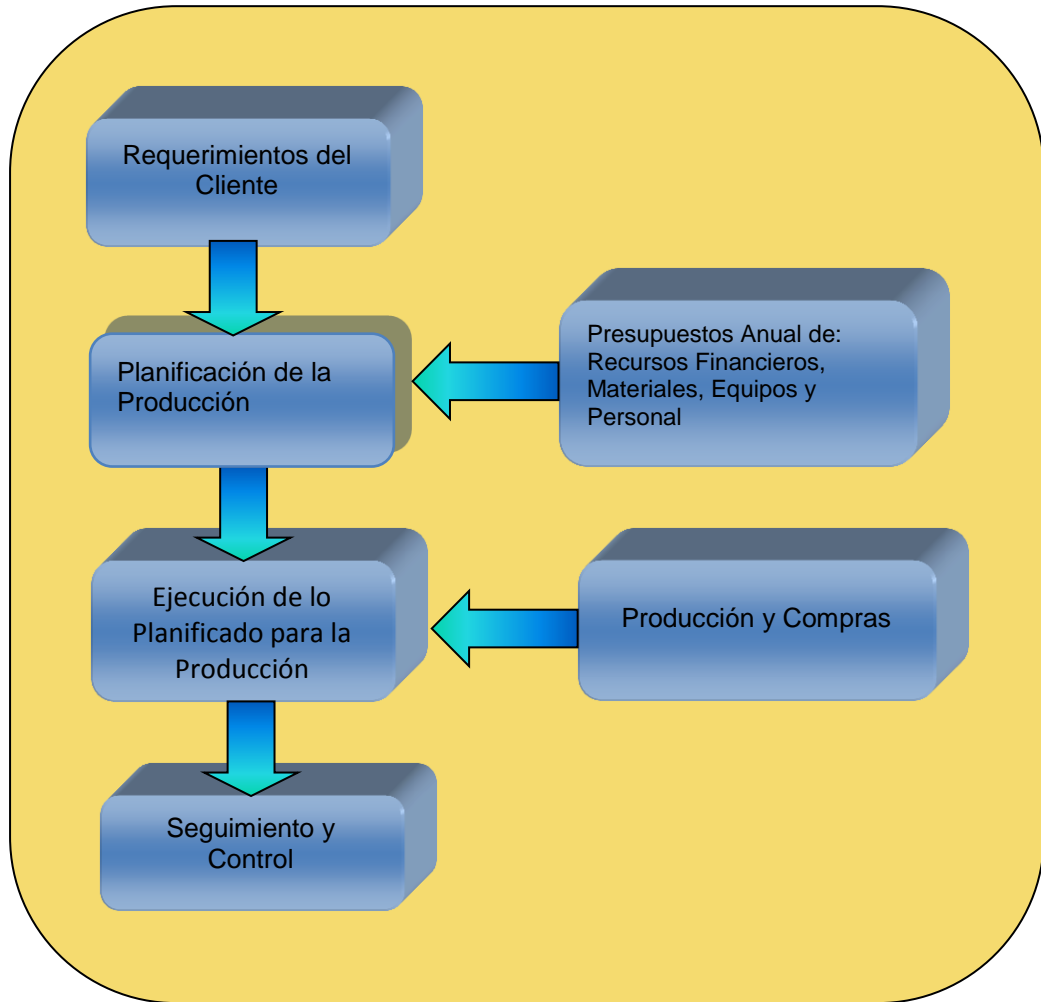 Requerimientos del
Cliente
Presupuestos Anual de:
Recursos Financieros,
Materiales, Equipos y
Personal
Planificación de la
Producción
Ejecución de lo
Planificado para la
Producción
Producción y Compras
Seguimiento y
Control